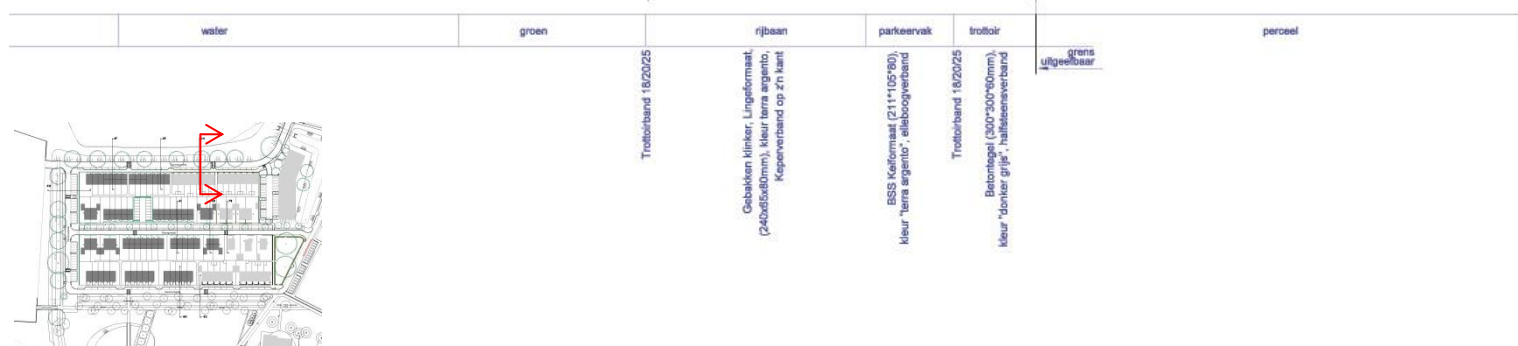 water
groen
rijbaan
parkeervak
trottoir
perceel
grens
uitgeefbaar
Trottoirband 18/20/25
Gebakken klinker, Lingeformaat,
(240x65x80mm), kleur terra argento,
Keperverband op z'n kant
BSS Keiformaat (211*105*80),
kleur "terra argento", elleboogverband
Trottoirband 18/20/25
Betontegel (300*300*60mm),
kleur "donker grijs", halfsteensverband